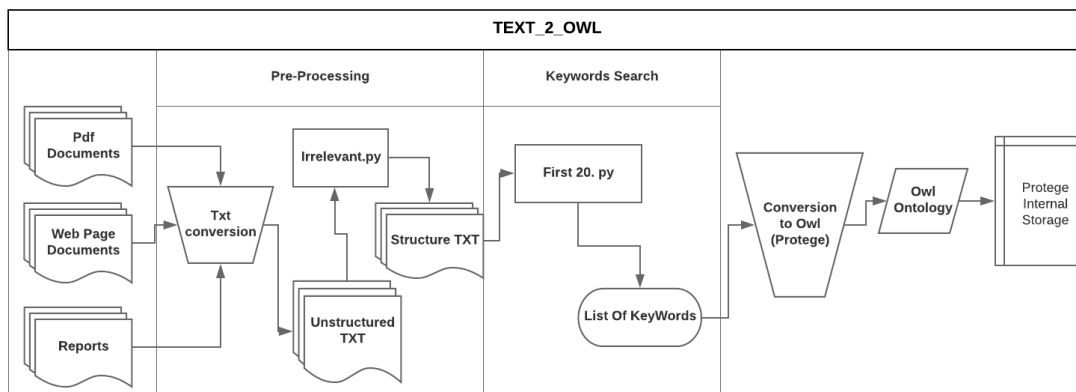 TEXT_2_OWL
Pre-Processing
Keywords Search
Pdf
Documents
Web Page
Documents
Reports
Txt
conversion
Irrelevant.py
Structure TXT
Unstructured
TXT
First 20. py
List Of KeyWords
Conversion
to Owl
(Protege)
Owl
Ontology
Protege
Internal
Storage